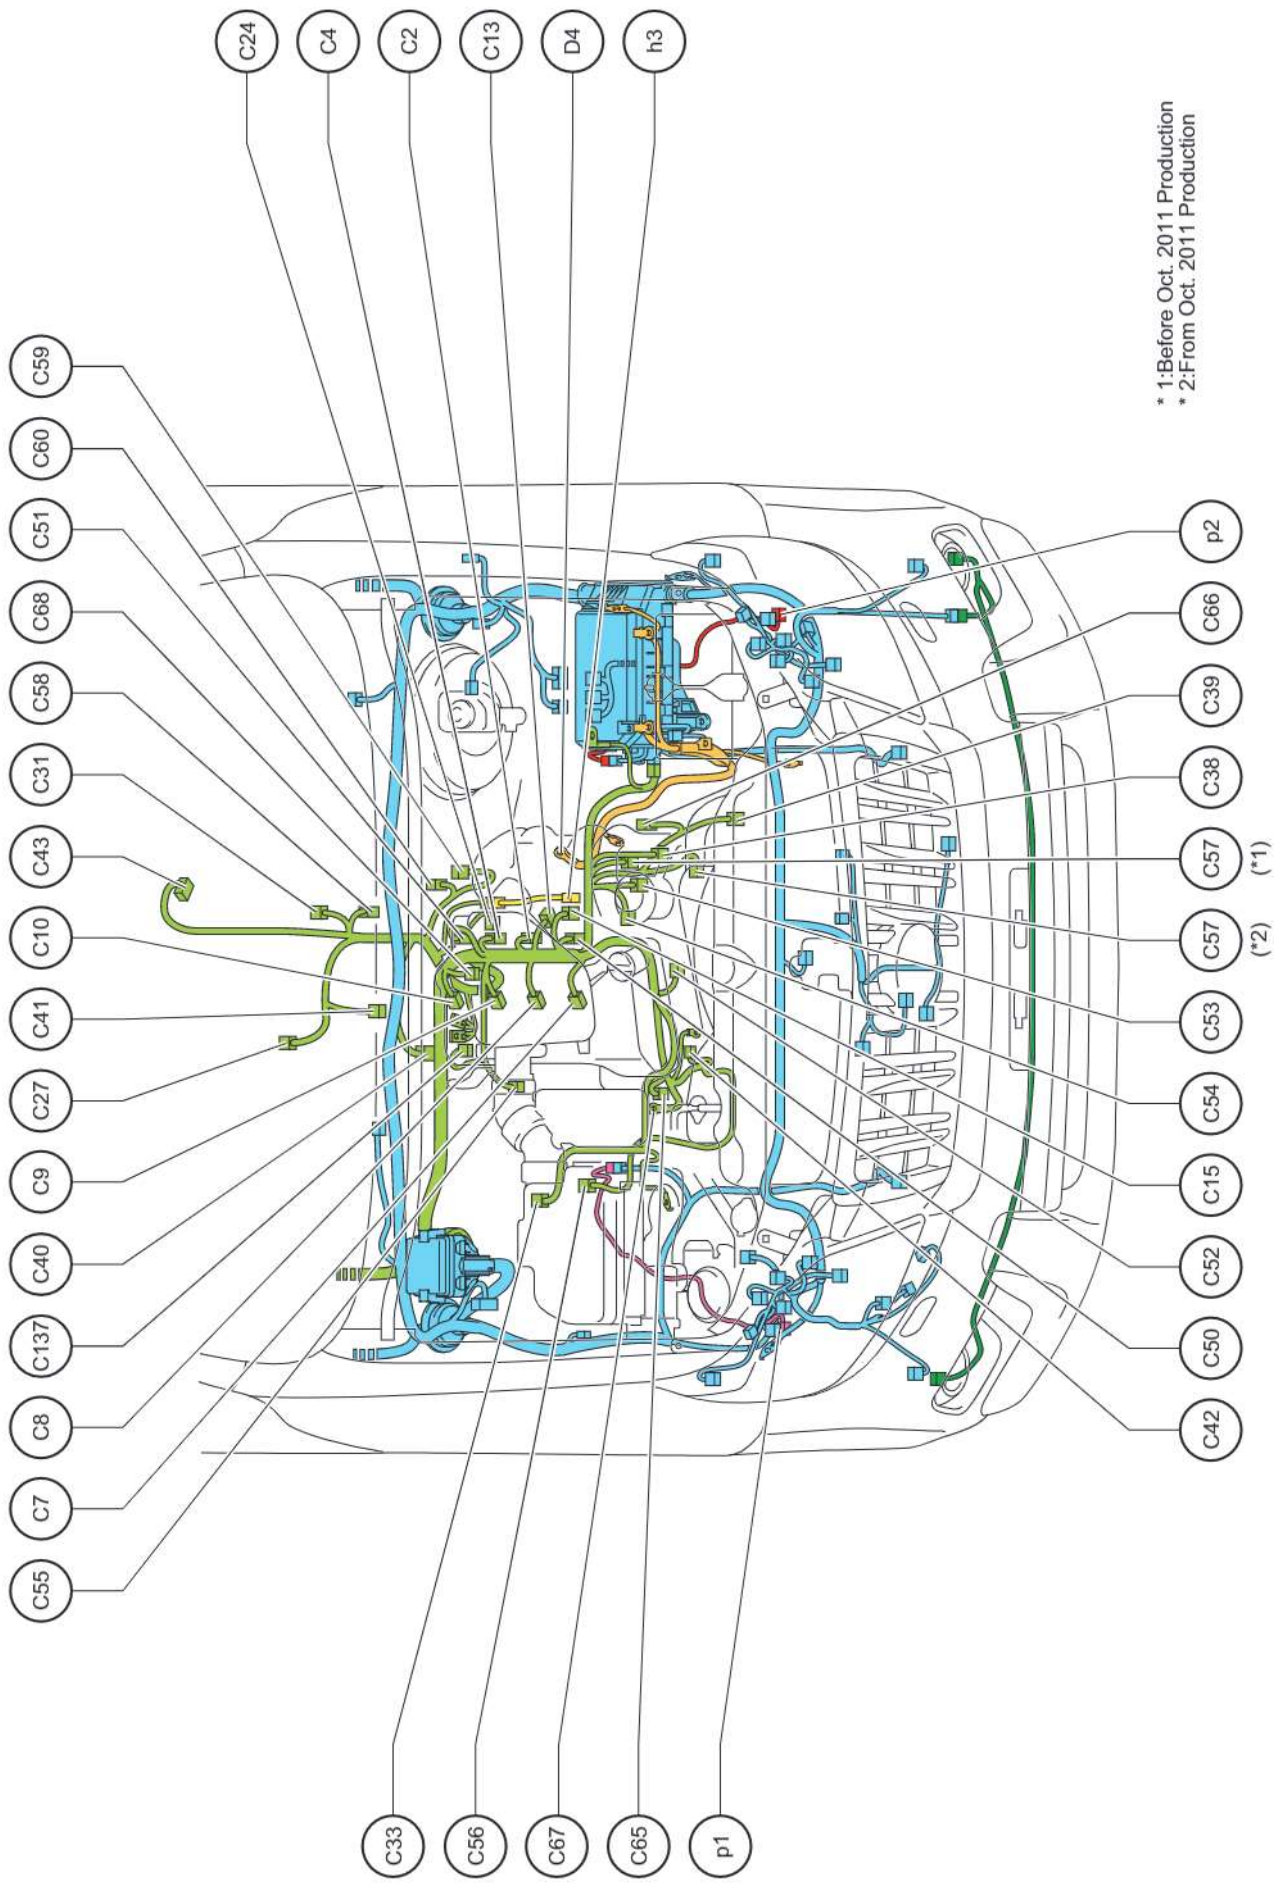 C55
C7
C8
C137
C40
C9
C27
C41
C10
C43
C31
C58
C68
C51
C60
C59
C24
C4
C2
C13
D4
h3
C33
C56
C67
C65
p1
C42
C50
C52
C15
C54
C53
C57
(*2)
C57
(*1)
C38
C39
C66
p2
* 1:Before Oct. 2011 Production
* 2:From Oct. 2011 Production